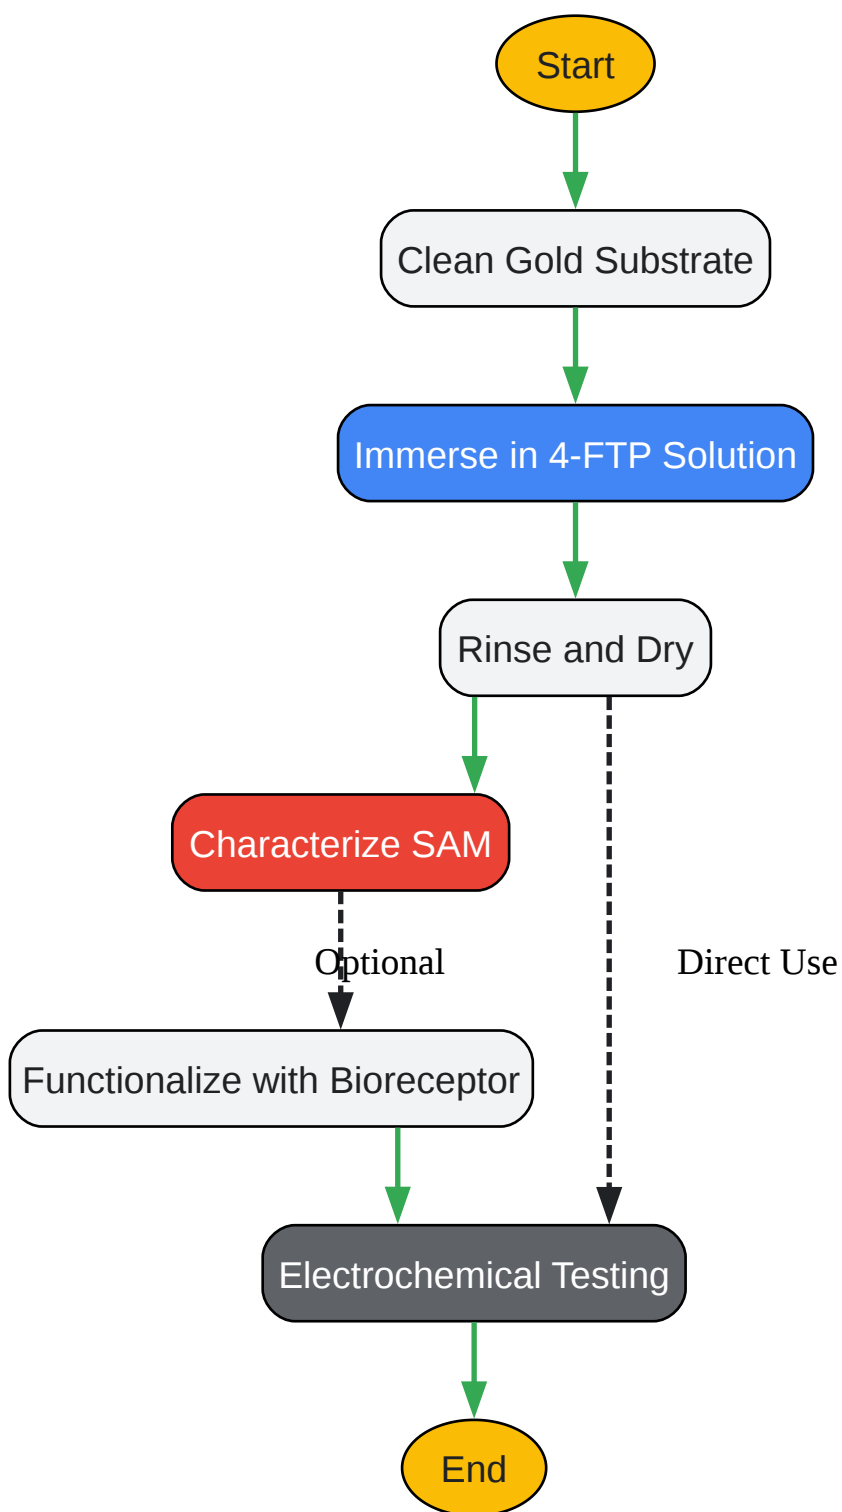 Start
Clean Gold Substrate
Immerse in 4-FTP Solution
Rinse and Dry
Characterize SAM
Optional
Direct Use
Functionalize with Bioreceptor
Electrochemical Testing
End